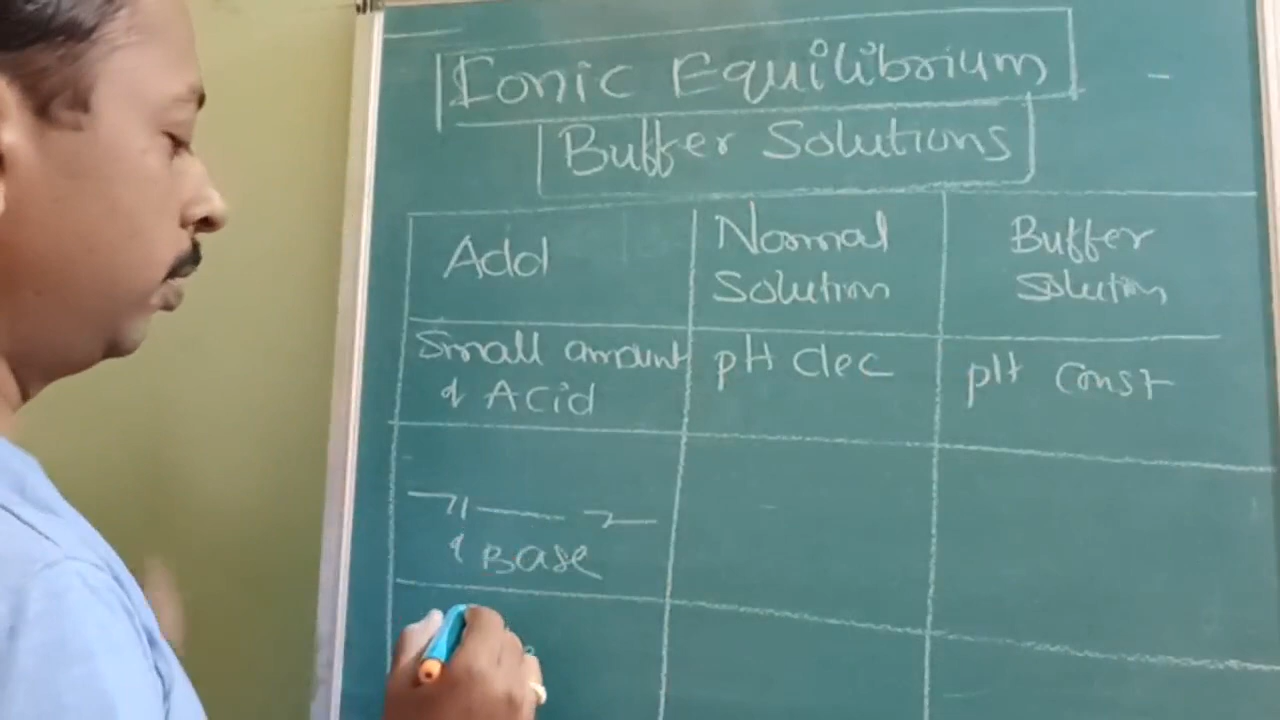 Ionic Equilibrium
Buffer Solutions
Add
Normal
Solution
Buffer
Solution
Small amount
of Acid
pH dec
pH const
—〃— 〃—
of Base